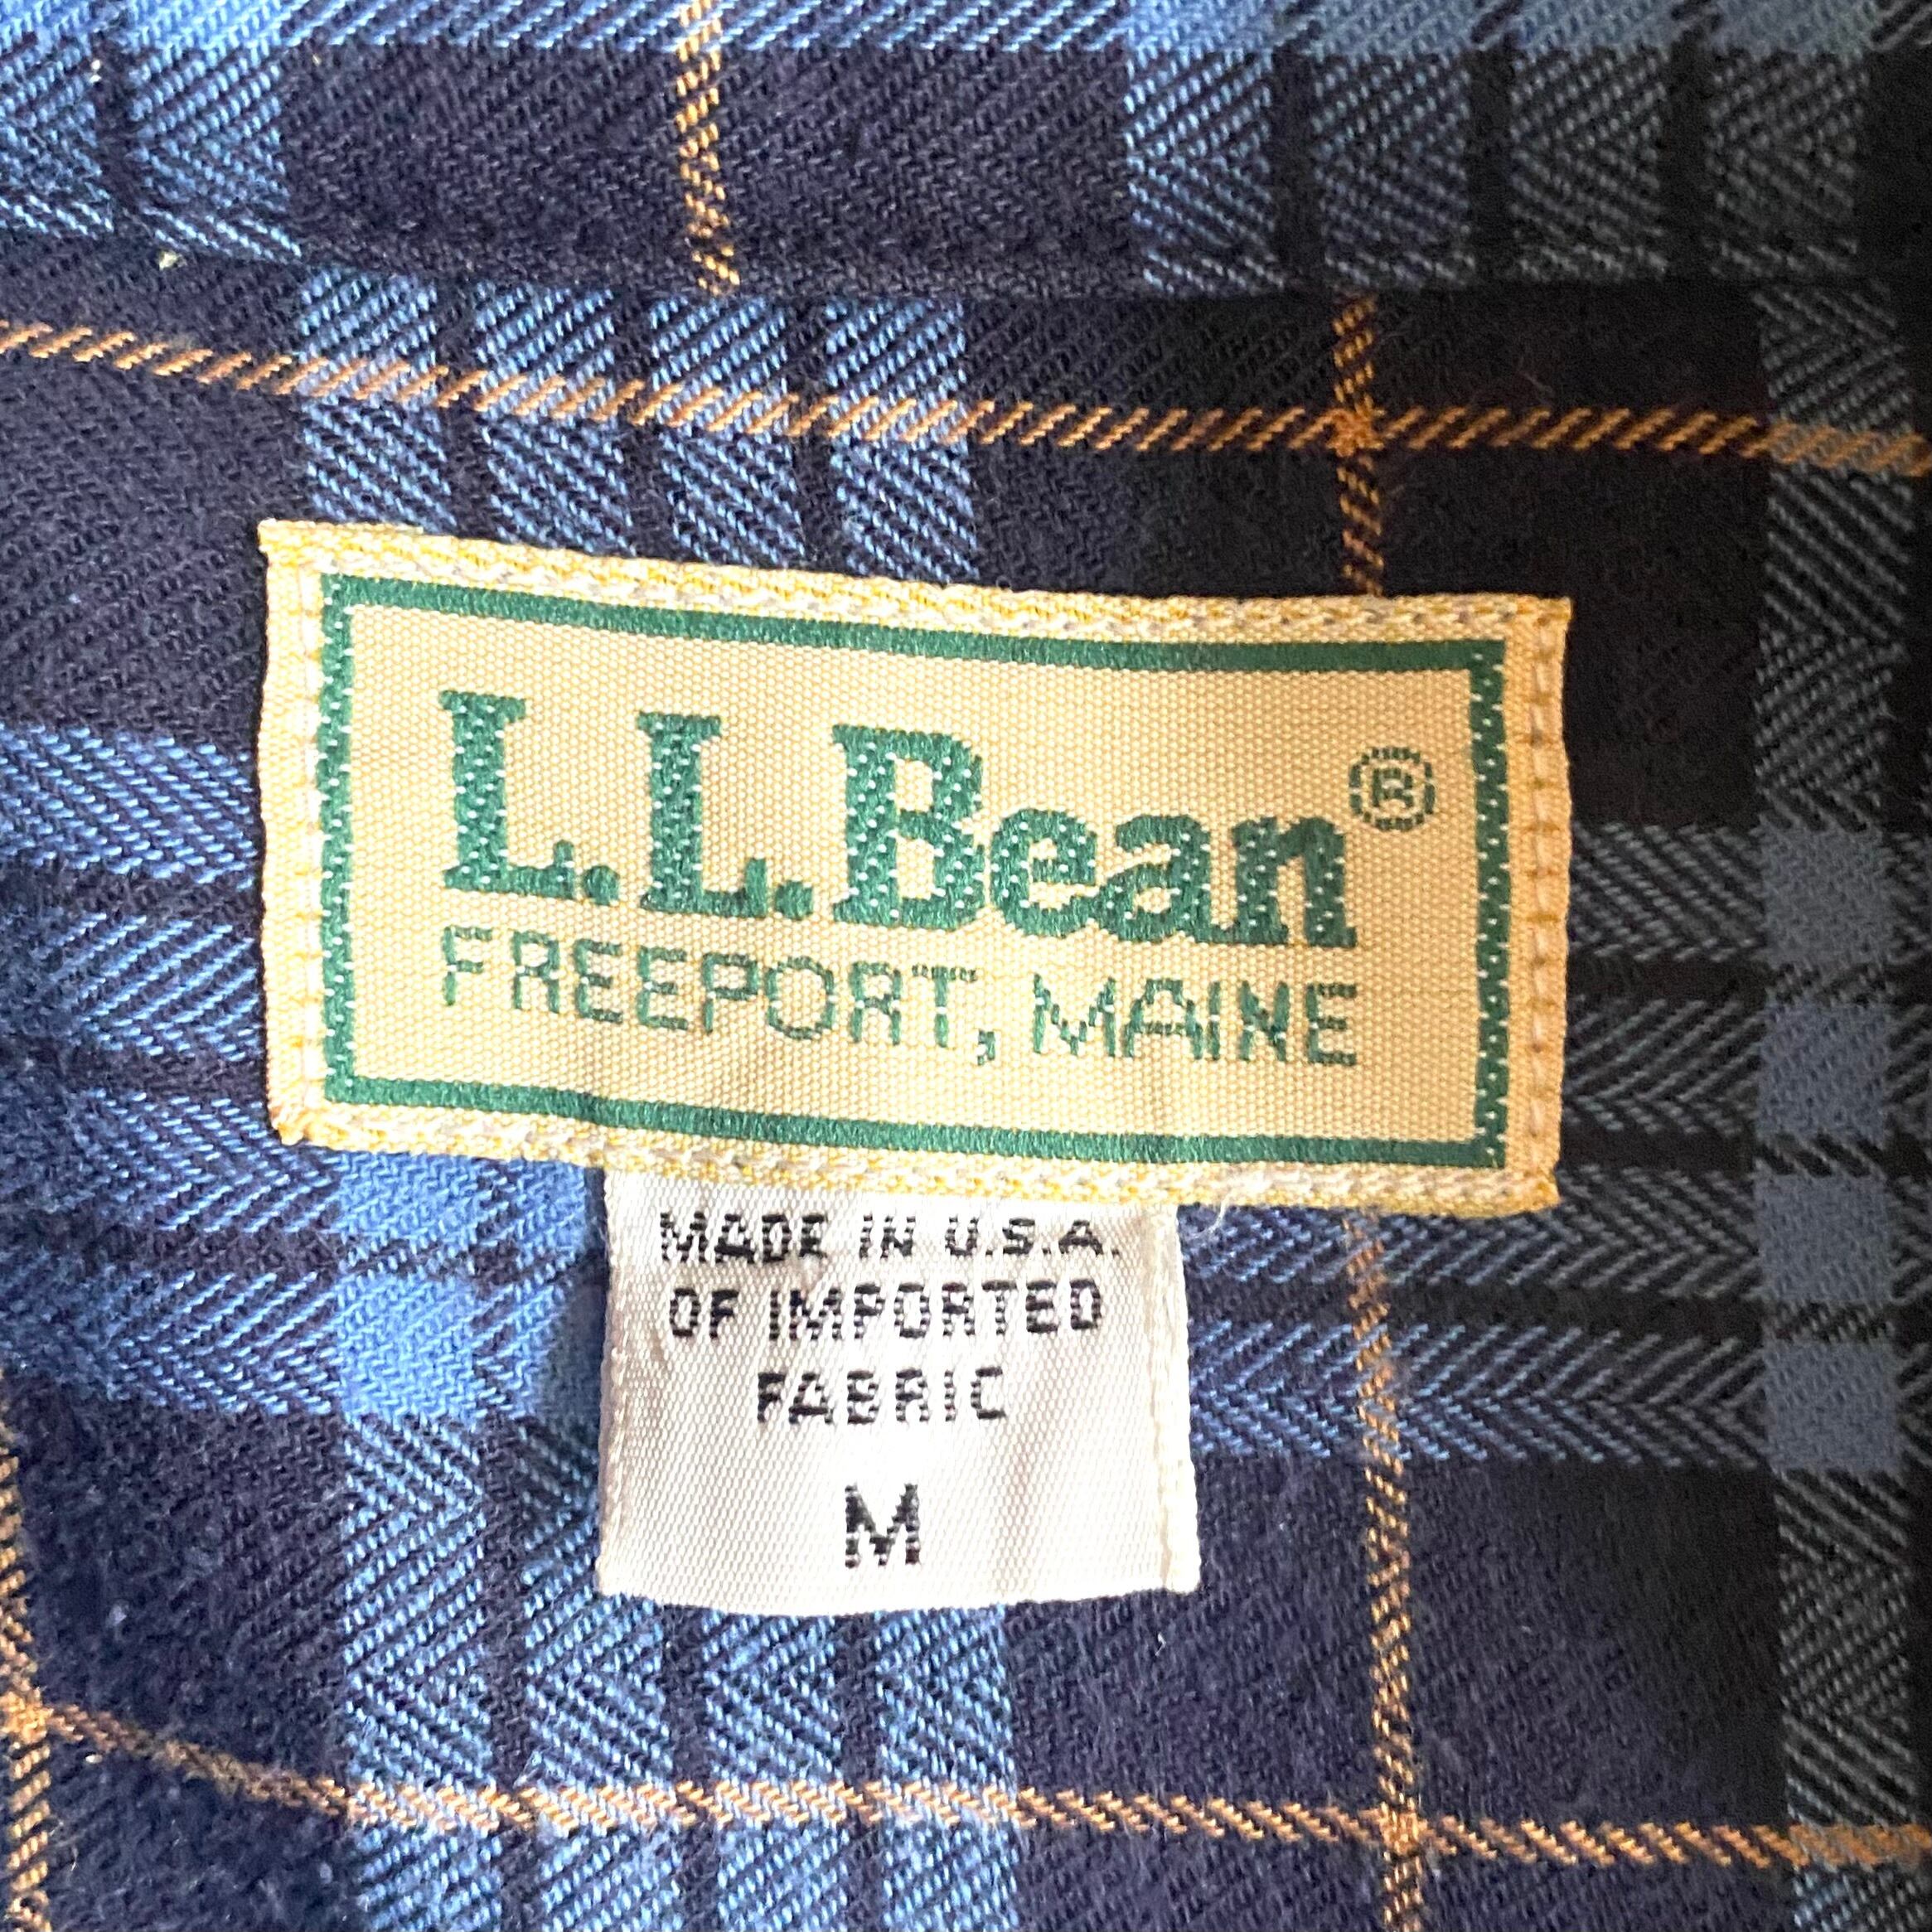 L.L.Bean®
FREEPORT, MAINE
MADE IN U.S.A.
OF IMPORTED
FABRIC
M